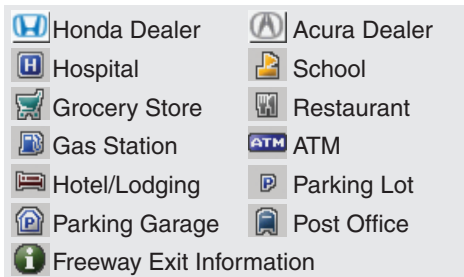 Honda Dealer Acura Dealer
H Hospital School
Grocery Store Restaurant
Gas Station ATM ATM
Hotel/Lodging P Parking Lot
P Parking Garage Post Office
i Freeway Exit Information